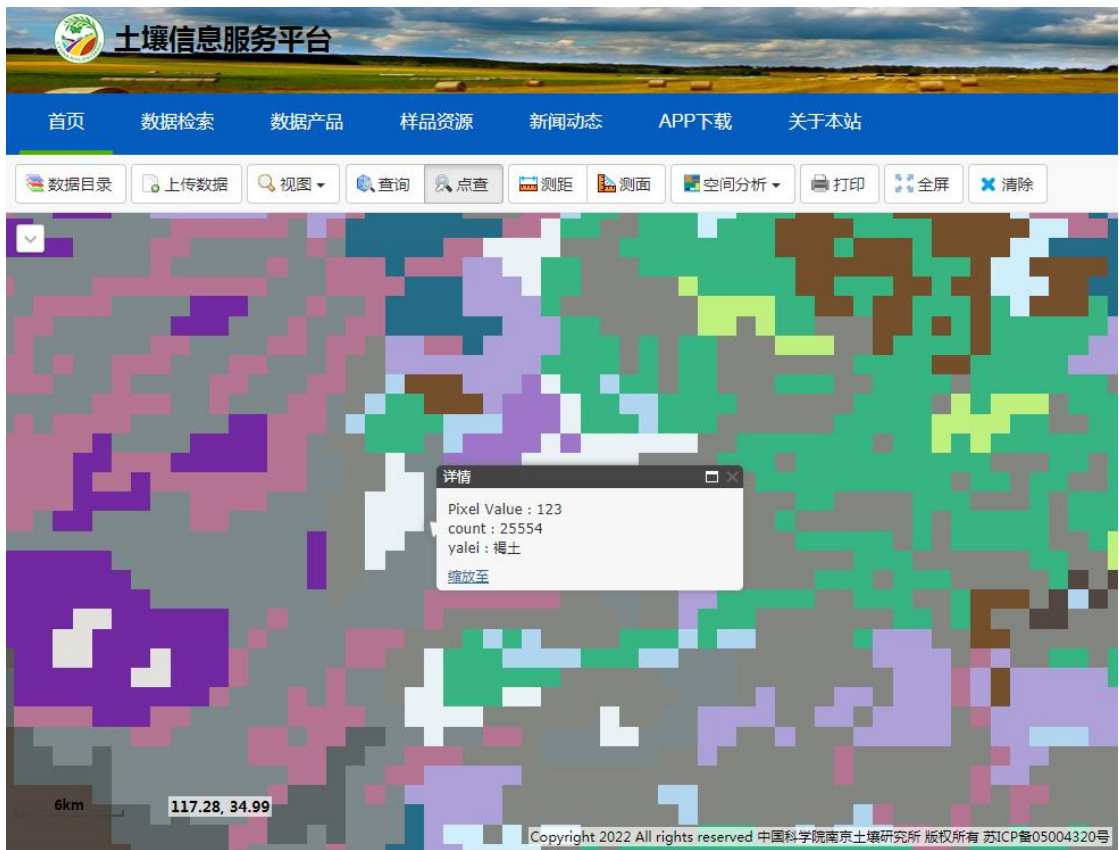 土壤信息服务平台
首页 数据检索 数据产品 样品资源 新闻动态 APP下载 关于本站
数据目录 上传数据 视图 查询 点查 测距 测面 空间分析 打印 全屏 清除
详情
Pixel Value : 123
count : 25554
yalei : 褐土
缩放至
6km
117.28, 34.99
Copyright 2022 All rights reserved 中国科学院南京土壤研究所 版权所有 苏ICP备05004320号